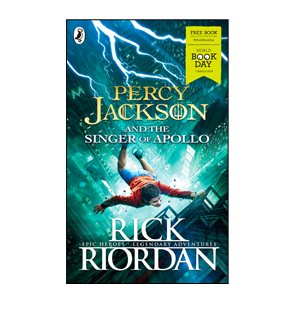 FREE BOOK
WORLD
BOOK
DAY
PERCY
JACKSON
AND THE
SINGER OF APOLLO
RICK
EPIC HEROES • LEGENDARY ADVENTURES
RIORDAN